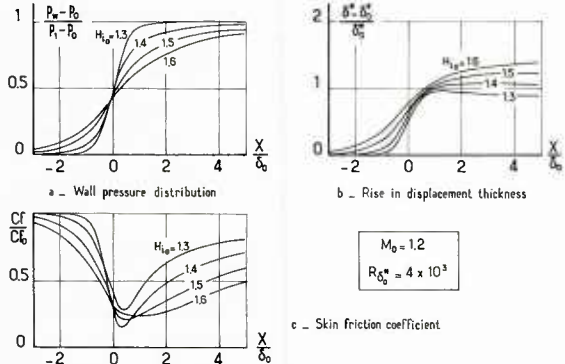 1
Pw-P0
P1-P0
Hi0=1.3
1.4
1.5
1.6
0.5
0
-2 0 2 4
X
δ0
a _ Wall pressure distribution
2
δ*-δ0*
δ0*
Hi0=1.6
1.5
1.4
1.3
1
0
-2 0 2 4
X
δ0
b _ Rise in displacement thickness
Cf
Cf0
Hi0=1.3
1.4
1.5
1.6
0.5
0
-2 0 2 4
X
δ0
M0=1.2
Rδ0* = 4 x 10³
c _ Skin friction coefficient